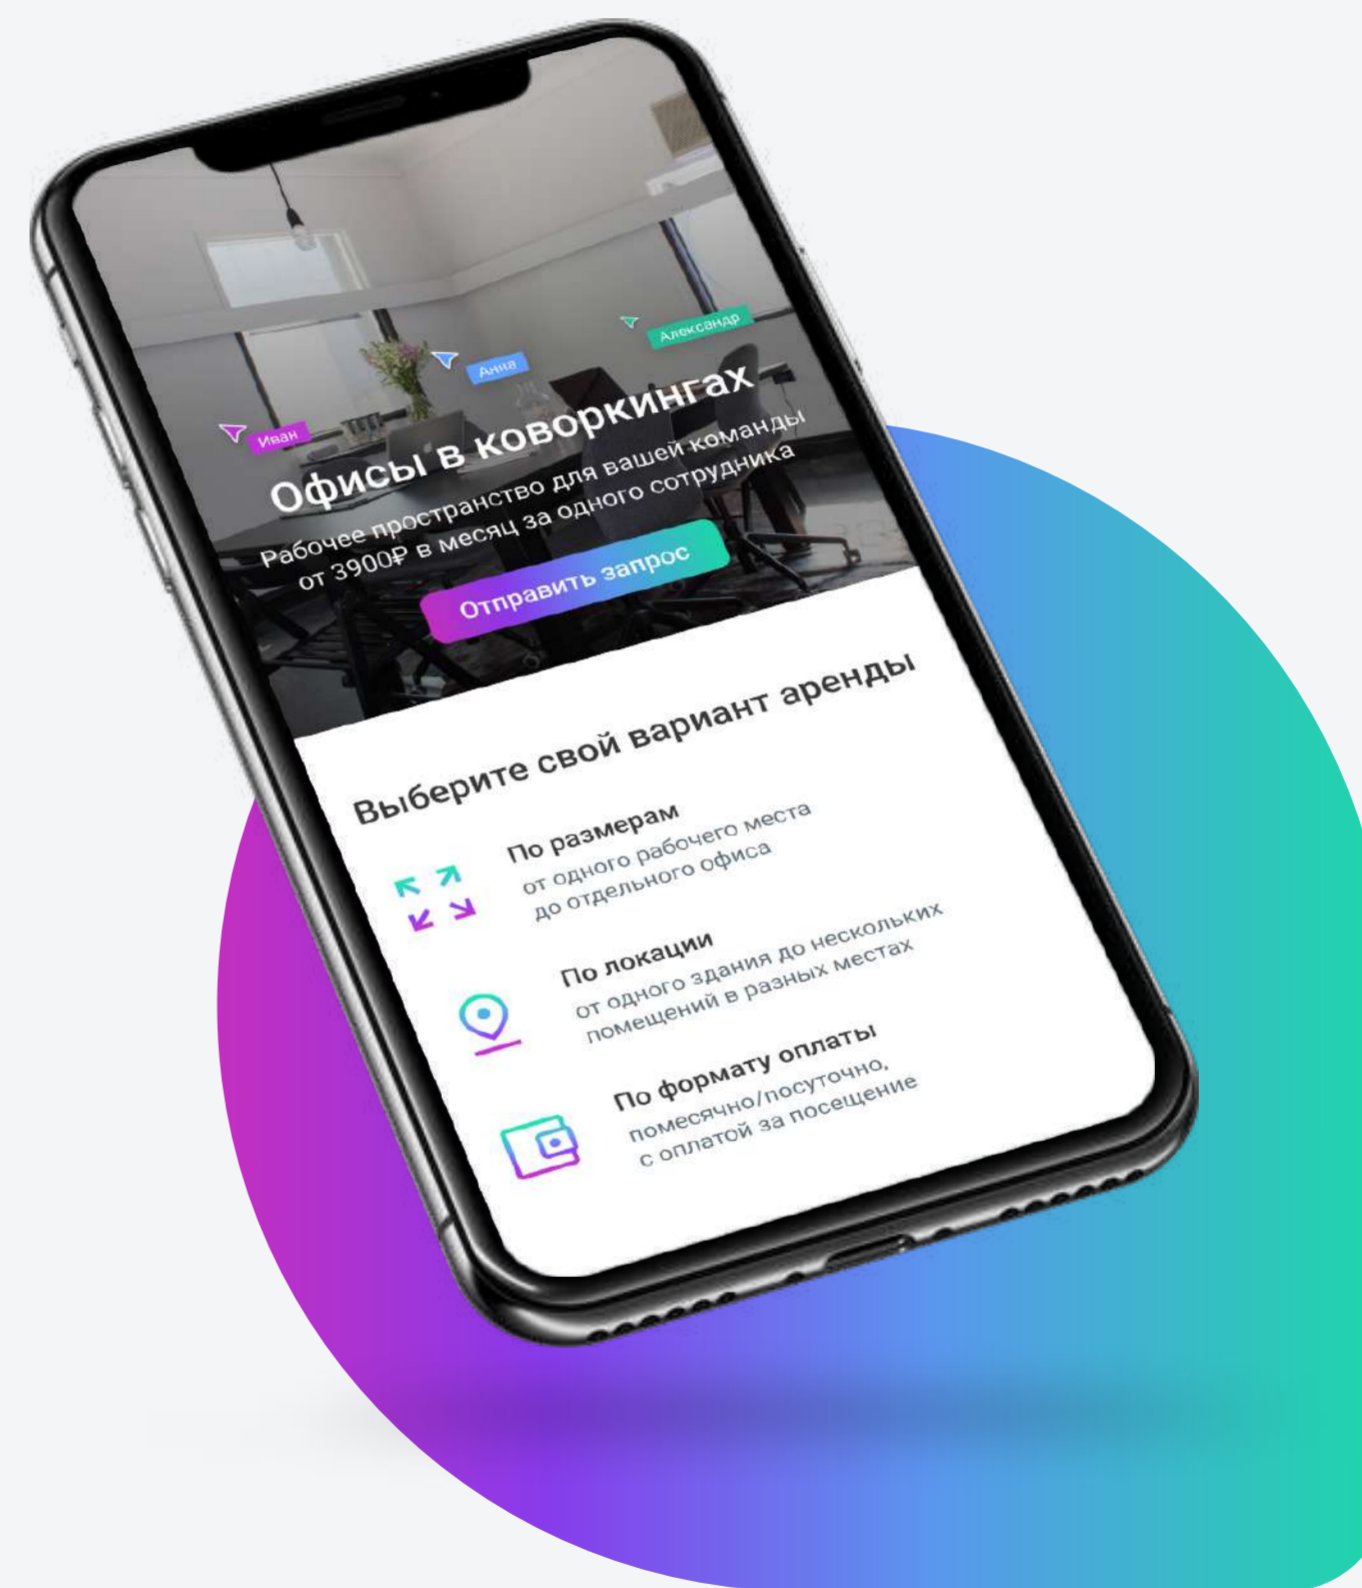 Александр
Анна
Иван
Офисы в коворкингах
Рабочее пространство для вашей команды
от 3900₽ в месяц за одного сотрудника
Отправить запрос
Выберите свой вариант аренды
По размерам
от одного рабочего места
до отдельного офиса
По локации
от одного здания до нескольких
помещений в разных местах
По формату оплаты
помесячно/посуточно,
с оплатой за посещение